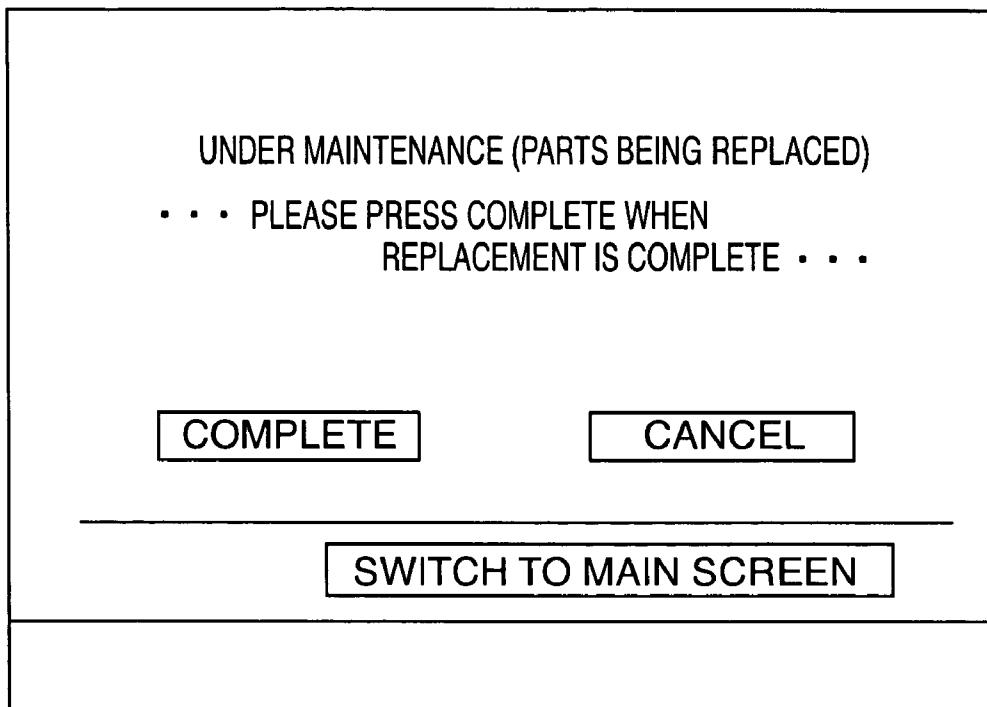 UNDER MAINTENANCE (PARTS BEING REPLACED)
· · · PLEASE PRESS COMPLETE WHEN
REPLACEMENT IS COMPLETE · · ·
COMPLETE CANCEL
SWITCH TO MAIN SCREEN